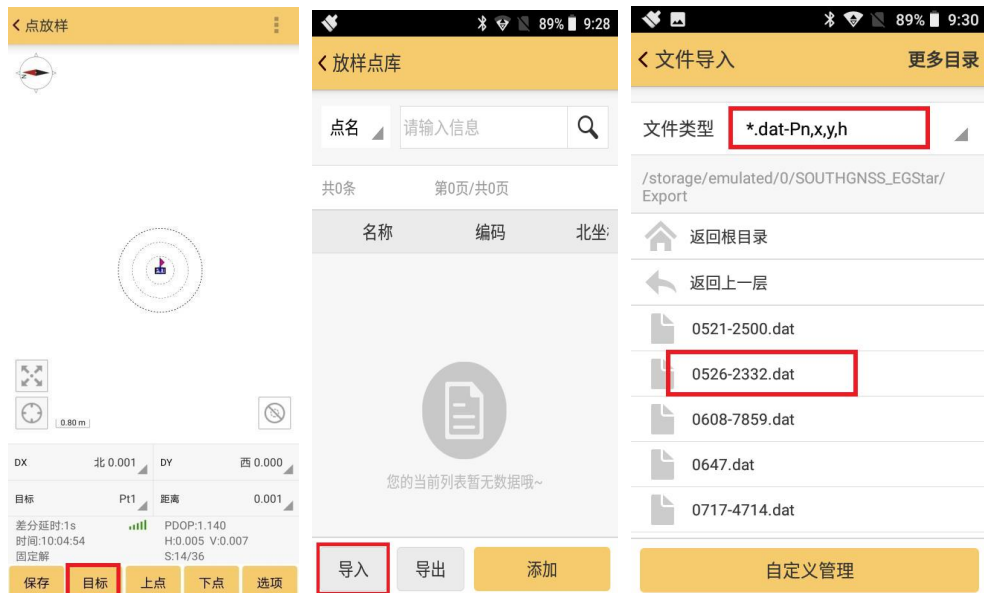 点放样
0.80 m
DX 北 0.001 DY 西 0.000
目标 Pt1 距离 0.001
差分延时:1s PDOP:1.140
时间:10:04:54 H:0.005 V:0.007
固定解 S:14/36
保存 目标 上点 下点 选项
89% 9:28
放样点库
点名 请输入信息
共0条 第0页/共0页
名称 编码 北坐
您的当前列表暂无数据哦~
导入 导出 添加
89% 9:30
文件导入 更多目录
文件类型 *.dat-Pn,x,y,h
/storage/emulated/0/SOUTHGNSS_EGStar/
Export
返回根目录
返回上一层
0521-2500.dat
0526-2332.dat
0608-7859.dat
0647.dat
0717-4714.dat
自定义管理